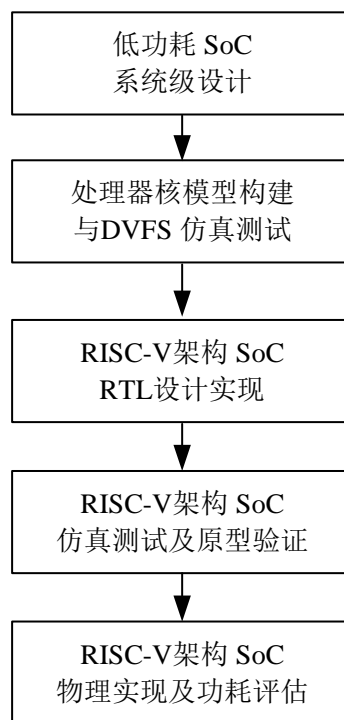 低功耗 SoC
系统级设计
处理器核模型构建
与DVFS 仿真测试
RISC-V架构 SoC
RTL设计实现
RISC-V架构 SoC
仿真测试及原型验证
RISC-V架构 SoC
物理实现及功耗评估